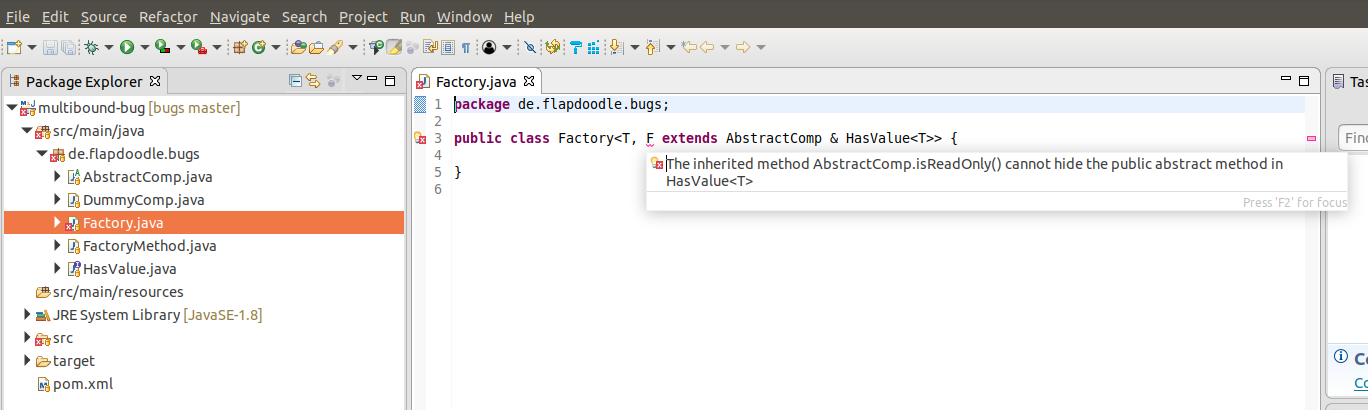 File Edit Source Refactor Navigate Search Project Run Window Help
Package Explorer
multibound-bug [bugs master]
src/main/java
de.flapdoodle.bugs
AbstractComp.java
DummyComp.java
Factory.java
FactoryMethod.java
HasValue.java
src/main/resources
JRE System Library [JavaSE-1.8]
src
target
pom.xml
Factory.java
1 package de.flapdoodle.bugs;
2
3 public class Factory<T, F extends AbstractComp & HasValue<T>> {
4
5 }
6
The inherited method AbstractComp.isReadOnly() cannot hide the public abstract method in
HasValue<T>
Press 'F2' for focus
Tas
Find
Co
Co